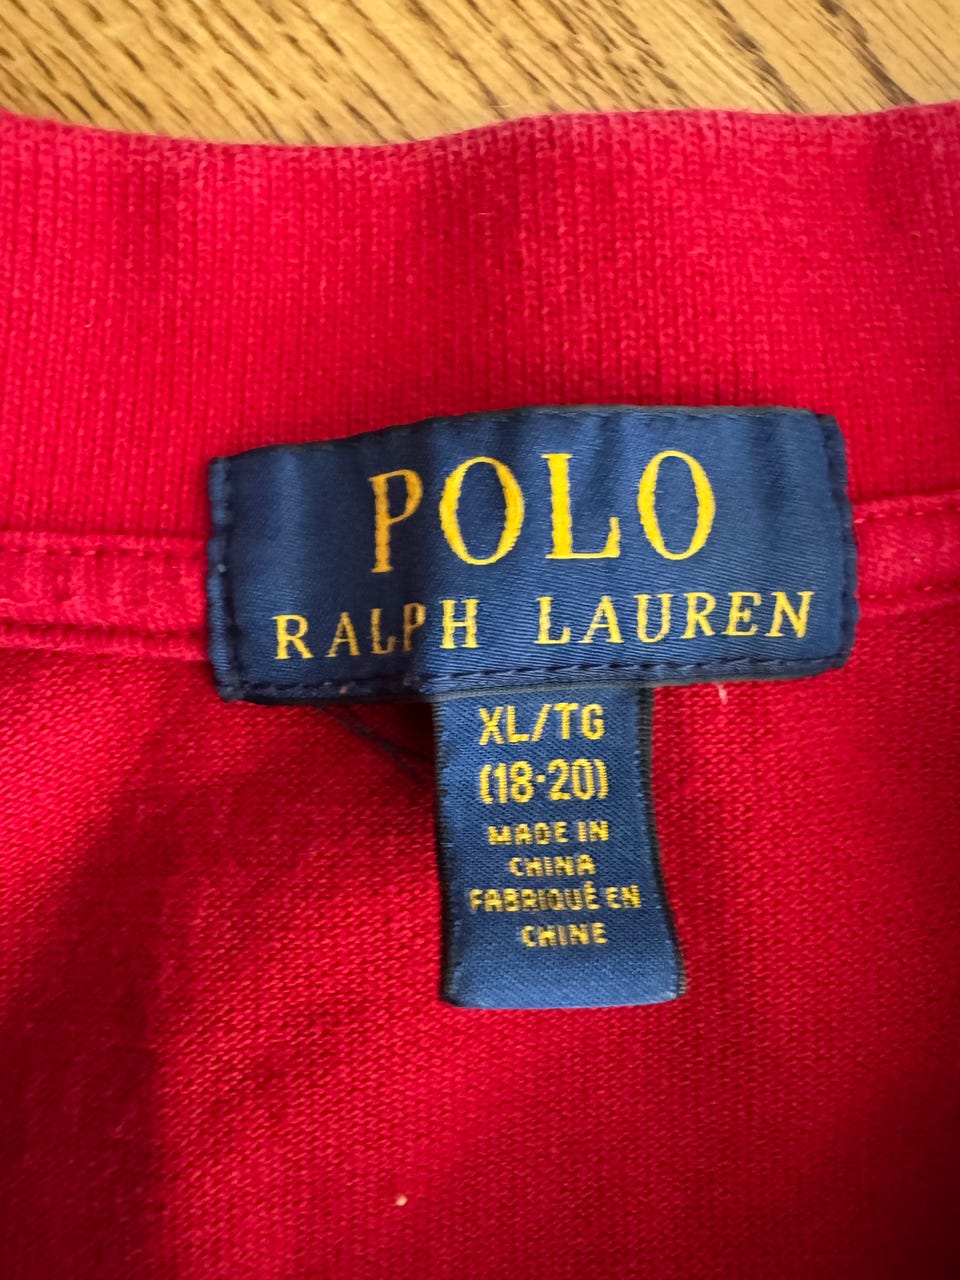 POLO
RALPH LAUREN
XL/TG
(18-20)
MADE IN
CHINA
FABRIQUÉ EN
CHINE